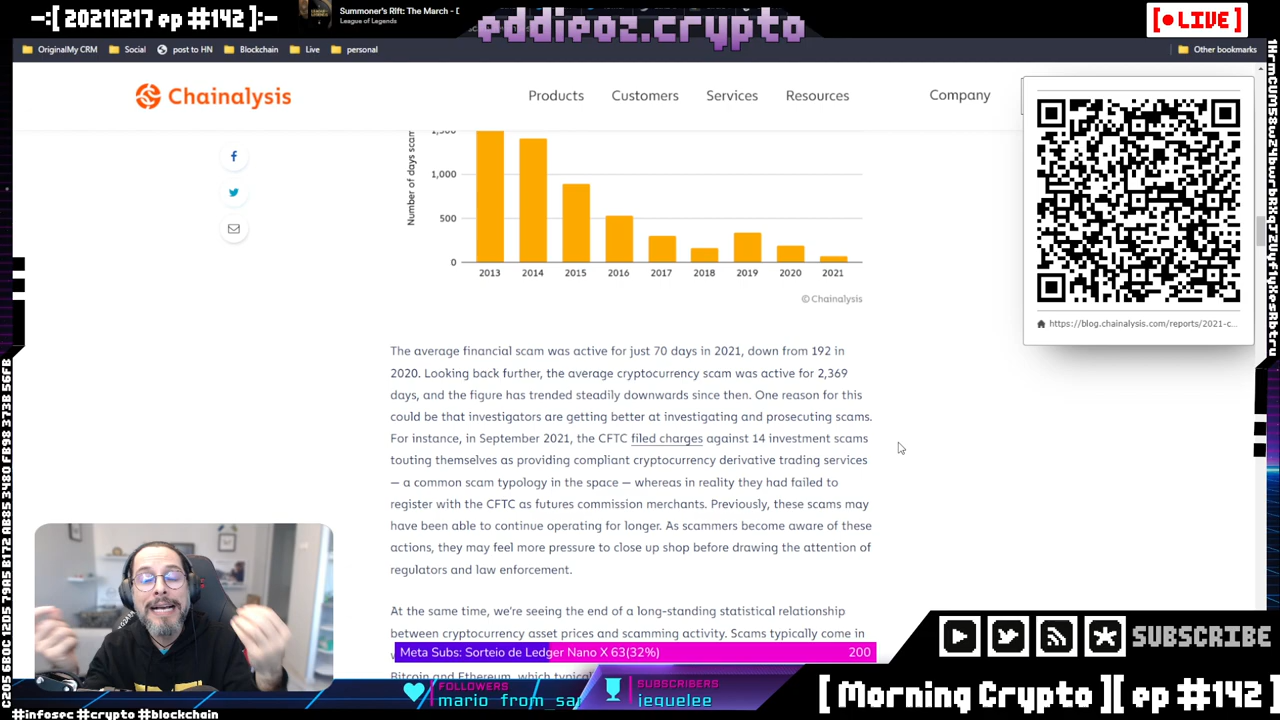 -:[ 20211217 ep #142 ]:-
Summoner's Rift: The March - D
League of Legends
eddieoz.crypto
[ • LIVE ]
OriginalMy CRM
Social
post to HN
Blockchain
Live
personal
Other bookmarks
Chainalysis
Products
Customers
Services
Resources
Company
Number of days scam
1,500
1,000
500
0
2013
2014
2015
2016
2017
2018
2019
2020
2021
© Chainalysis
https://blog.chainalysis.com/reports/2021-c...
The average financial scam was active for just 70 days in 2021, down from 192 in
2020. Looking back further, the average cryptocurrency scam was active for 2,369
days, and the figure has trended steadily downwards since then. One reason for this
could be that investigators are getting better at investigating and prosecuting scams.
For instance, in September 2021, the CFTC filed charges against 14 investment scams
touting themselves as providing compliant cryptocurrency derivative trading services
— a common scam typology in the space — whereas in reality they had failed to
register with the CFTC as futures commission merchants. Previously, these scams may
have been able to continue operating for longer. As scammers become aware of these
actions, they may feel more pressure to close up shop before drawing the attention of
regulators and law enforcement.
At the same time, we're seeing the end of a long-standing statistical relationship
between cryptocurrency asset prices and scamming activity. Scams typically come in
Bitcoin and Ethereum, which typical
Meta Subs: Sorteio de Ledger Nano X 63(32%)
200
FOLLOWERS
mario_from_sa
SUBSCRIBERS
ieguelee
SUBSCRIBE
[ Morning Crypto ][ ep #142 ]
#infosec #crypto #blockchain